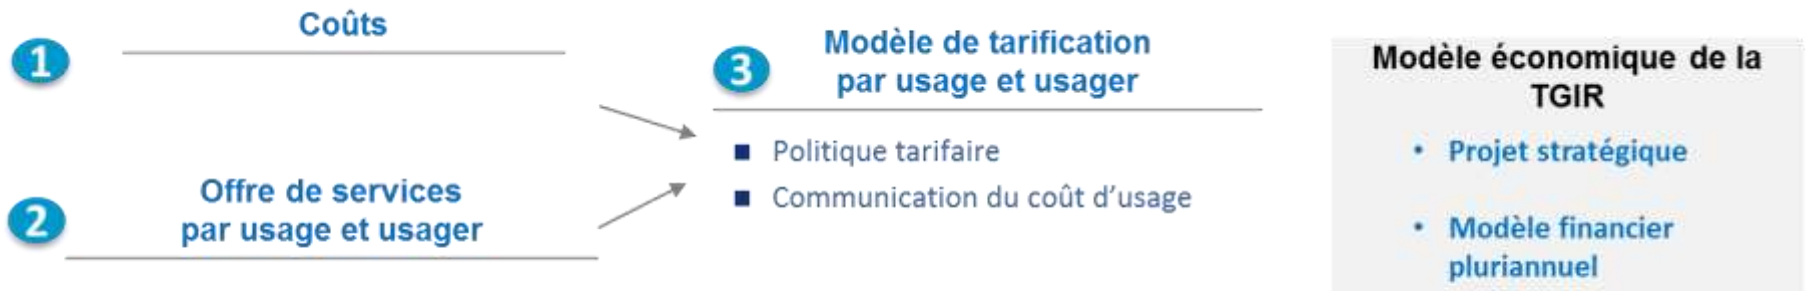 1
Coûts
2
Offre de services
par usage et usager
3
Modèle de tarification
par usage et usager
■ Politique tarifaire
■ Communication du coût d’usage
Modèle économique de la
TGIR
• Projet stratégique
• Modèle financier
pluriannuel